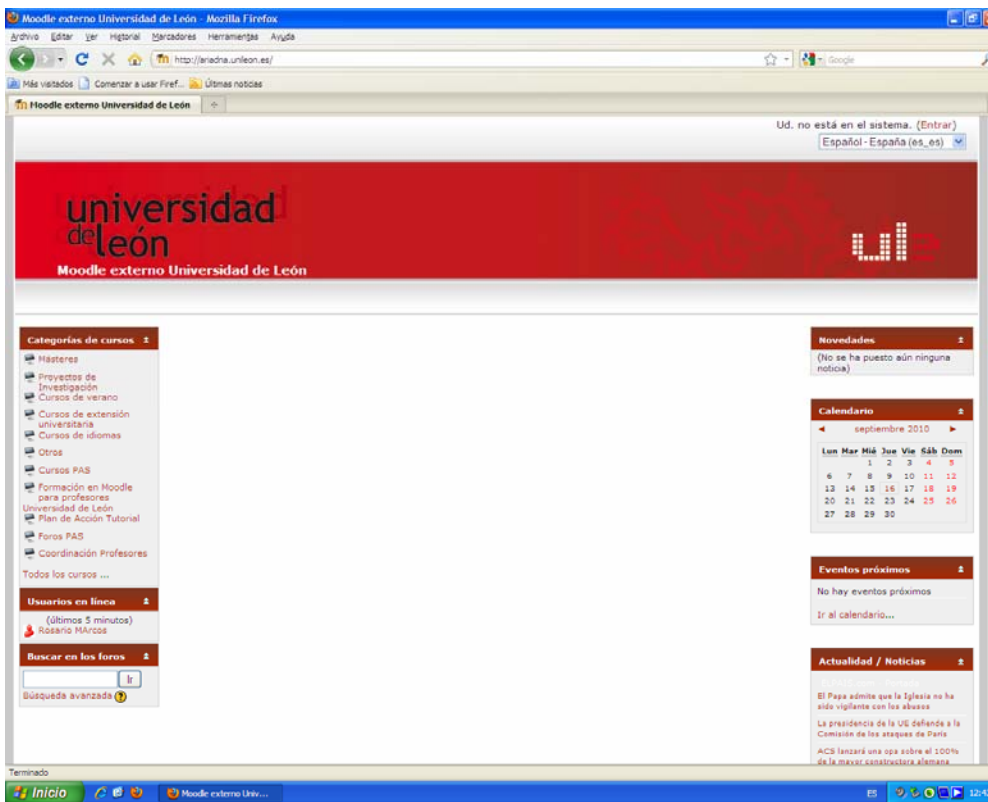 Moodle externo Universidad de León - Mozilla Firefox
Archivo Editar Ver Historial Marcadores Herramientas Ayuda
http://ariadna.unileon.es/
Google
Más visitados Comenzar a usar Firef... Últimas noticias
Moodle externo Universidad de León
Ud. no está en el sistema. (Entrar)
Español - España (es_es)
universidad
de león
ule
Moodle externo Universidad de León
Categorías de cursos
Másteres
Proyectos de
Investigación
Cursos de verano
Cursos de extensión
universitaria
Cursos de idiomas
Otros
Cursos PAS
Formación en Moodle
para profesores
Universidad de León
Plan de Acción Tutorial
Foros PAS
Coordinación Profesores
Todos los cursos ...
Usuarios en línea
(últimos 5 minutos)
Rosario MArcos
Buscar en los foros
Ir
Búsqueda avanzada ?
Novedades
(No se ha puesto aún ninguna
noticia)
Calendario
septiembre 2010
Lun Mar Mié Jue Vie Sáb Dom
1 2 3 4 5
6 7 8 9 10 11 12
13 14 15 16 17 18 19
20 21 22 23 24 25 26
27 28 29 30
Eventos próximos
No hay eventos próximos
Ir al calendario...
Actualidad / Noticias
El Papa admite que la Iglesia no ha
sido vigilante con los abusos
La presidencia de la UE defiende a la
Comisión de los ataques de París
ACS lanzará una opa sobre el 100%
de la mayor constructora alemana
Terminado
Inicio
Moodle externo Univ...
ES